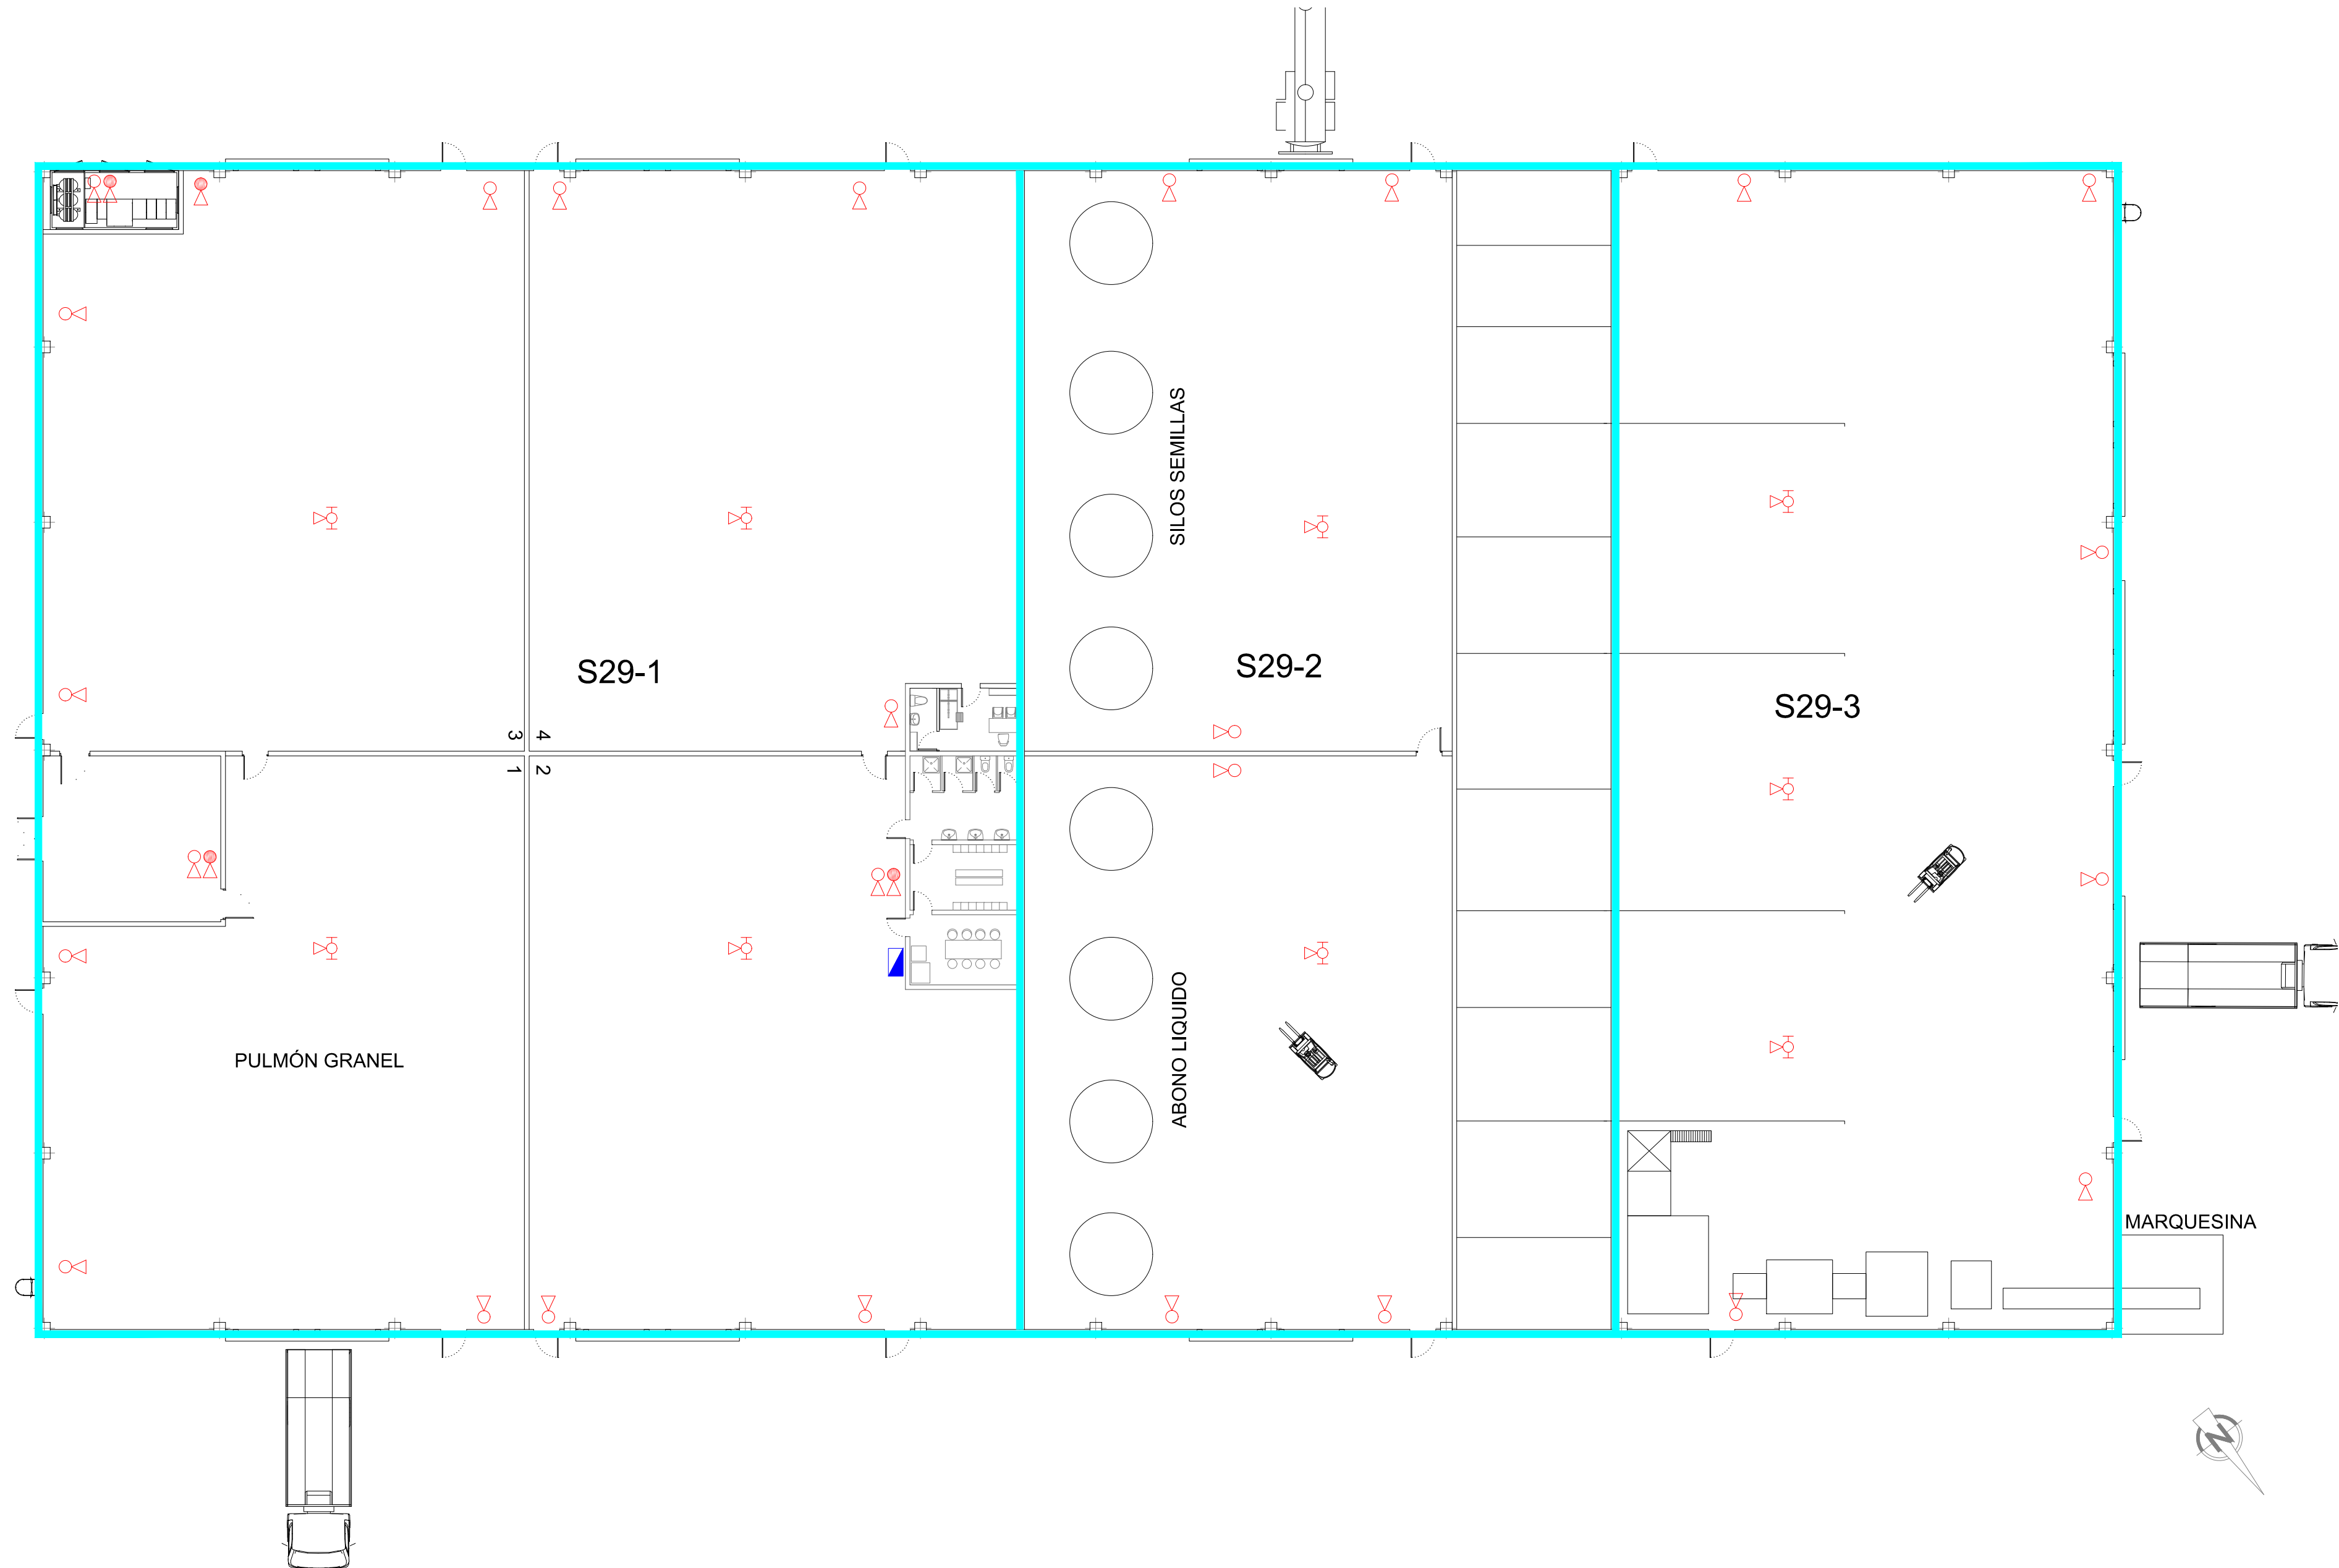 SILOS SEMILLAS
S29-1
S29-2
S29-3
3
4
1
2
PULMÓN GRANEL
ABONO LIQUIDO
MARQUESINA
N